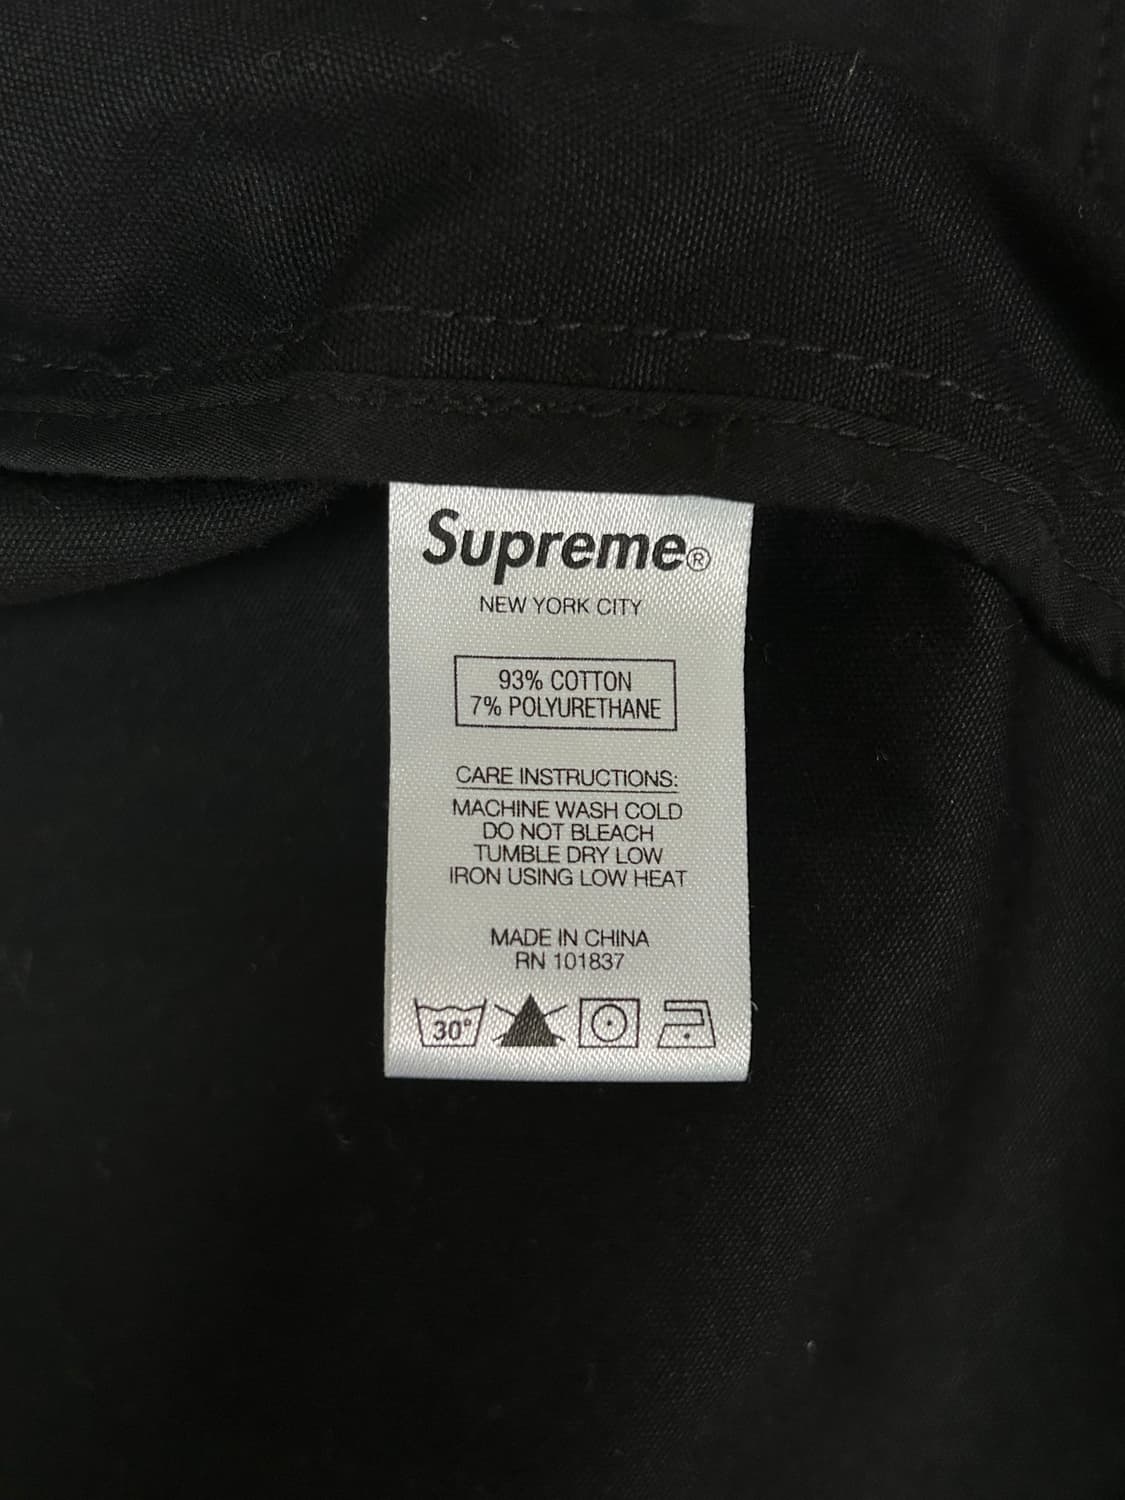 Supreme®
NEW YORK CITY
93% COTTON
7% POLYURETHANE
CARE INSTRUCTIONS:
MACHINE WASH COLD
DO NOT BLEACH
TUMBLE DRY LOW
IRON USING LOW HEAT
MADE IN CHINA
RN 101837
30°